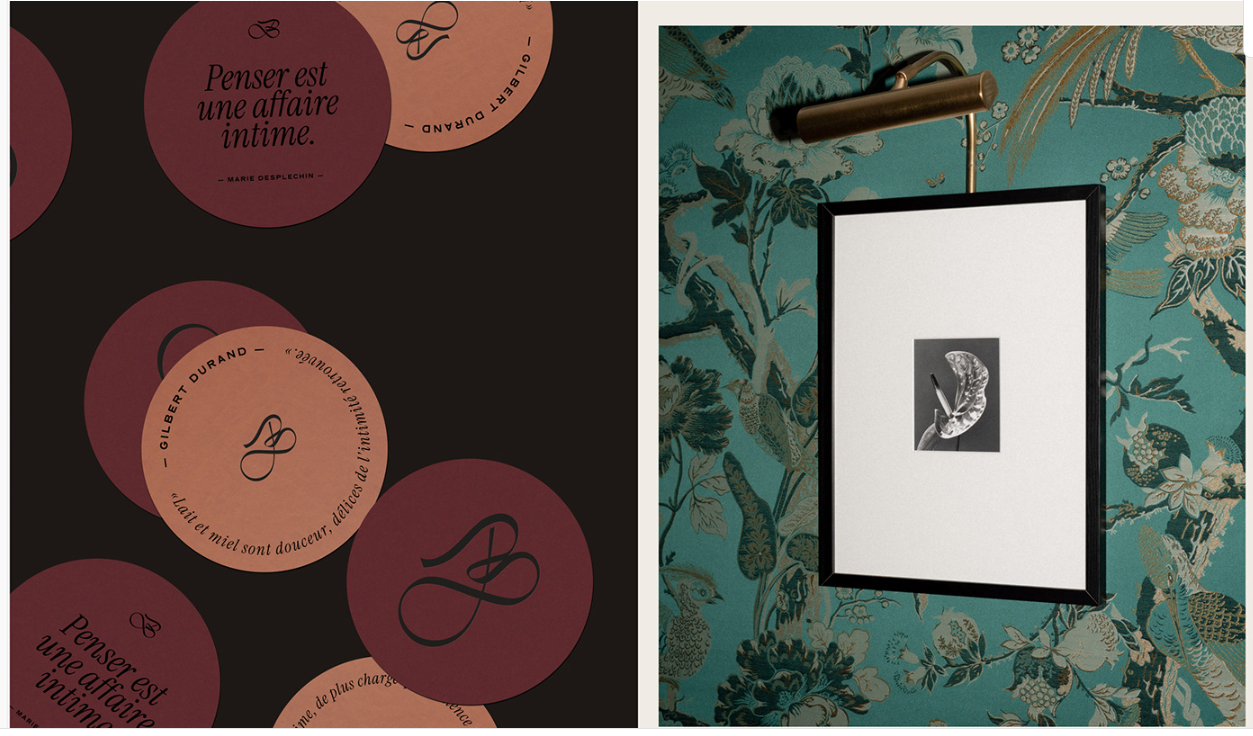 Penser est
une affaire
intime.
— MARIE DESPLECHIN —
»
— GILBERT DURAND —
— GILBERT DURAND —
«Lait et miel sont douceur, délices de l'intimité retrouvée.»
Penser est
une affaire
intime.
— MARIE
de plus charg